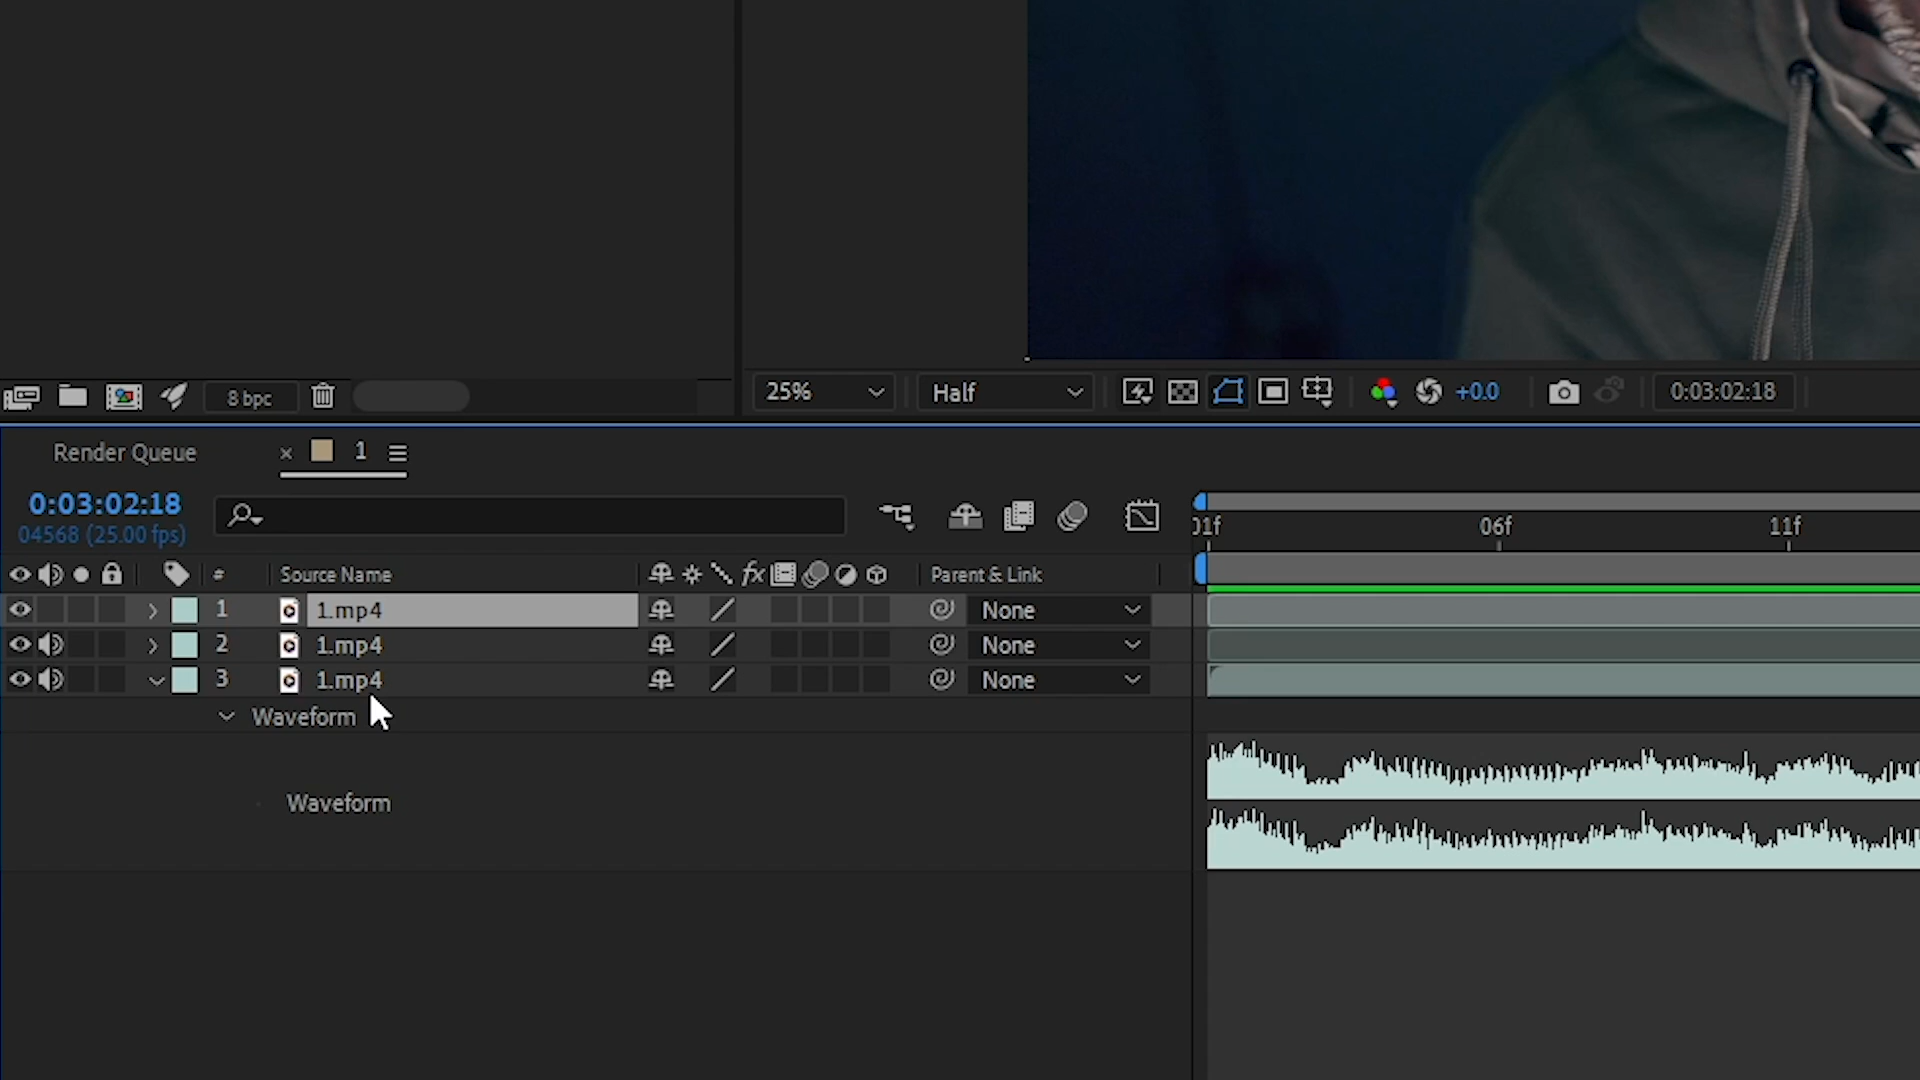 8 bpc
25%
Half
+0.0
0:03:02:18
Render Queue
1
0:03:02:18
04568 (25.00 fps)
01f
06f
11f
#
Source Name
fx
Parent & Link
1
1.mp4
None
2
1.mp4
None
3
1.mp4
None
Waveform
Waveform